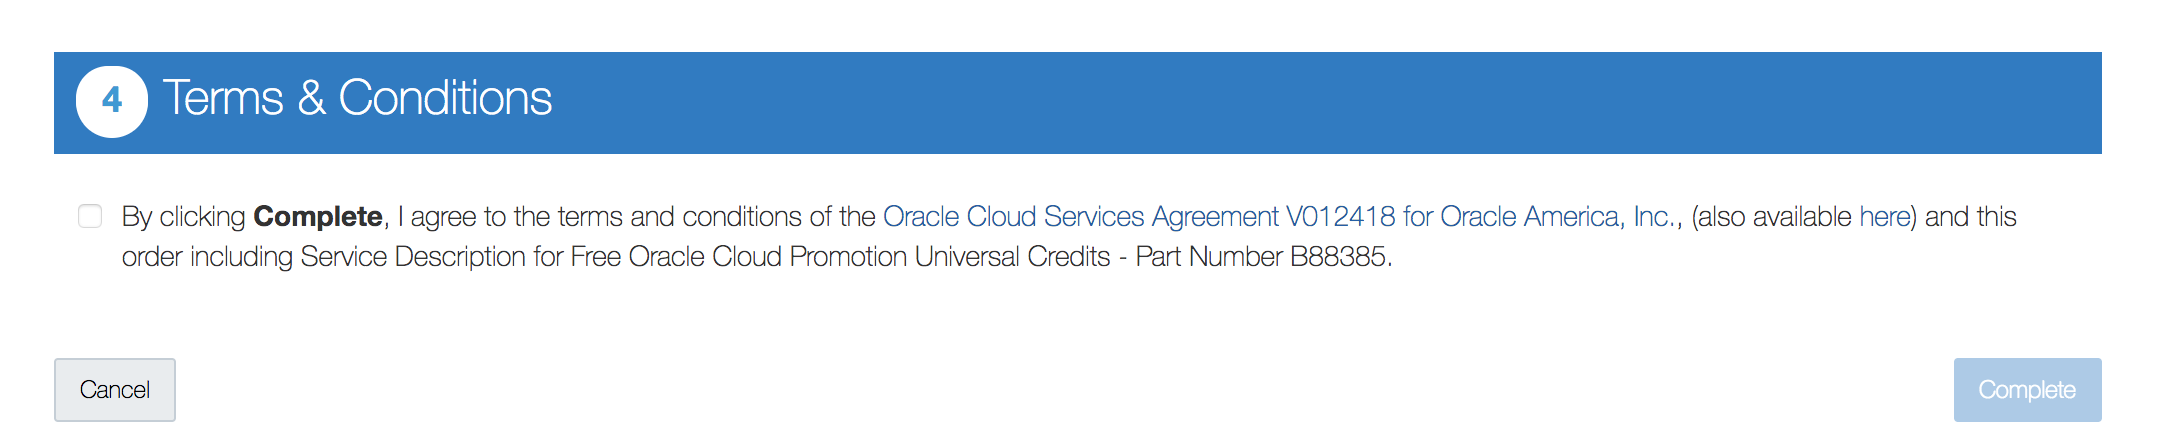 4 Terms & Conditions
By clicking Complete, I agree to the terms and conditions of the Oracle Cloud Services Agreement V012418 for Oracle America, Inc., (also available here) and this
order including Service Description for Free Oracle Cloud Promotion Universal Credits - Part Number B88385.
Cancel
Complete